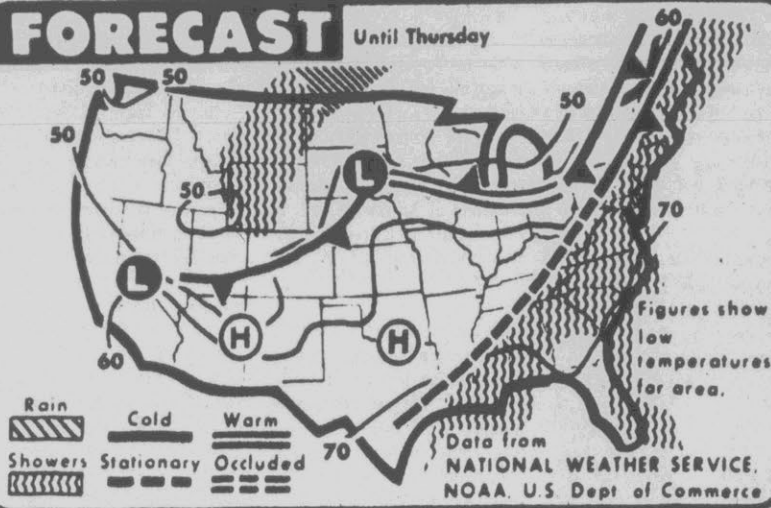 FORECAST
Until Thursday
60
50 50
50
50
50
L
70
L
H
H
60
70
Figures show
low
temperatures
for area.
Rain
Cold
Warm
Showers
Stationary
Occluded
Data from
NATIONAL WEATHER SERVICE,
NOAA, U.S. Dept of Commerce